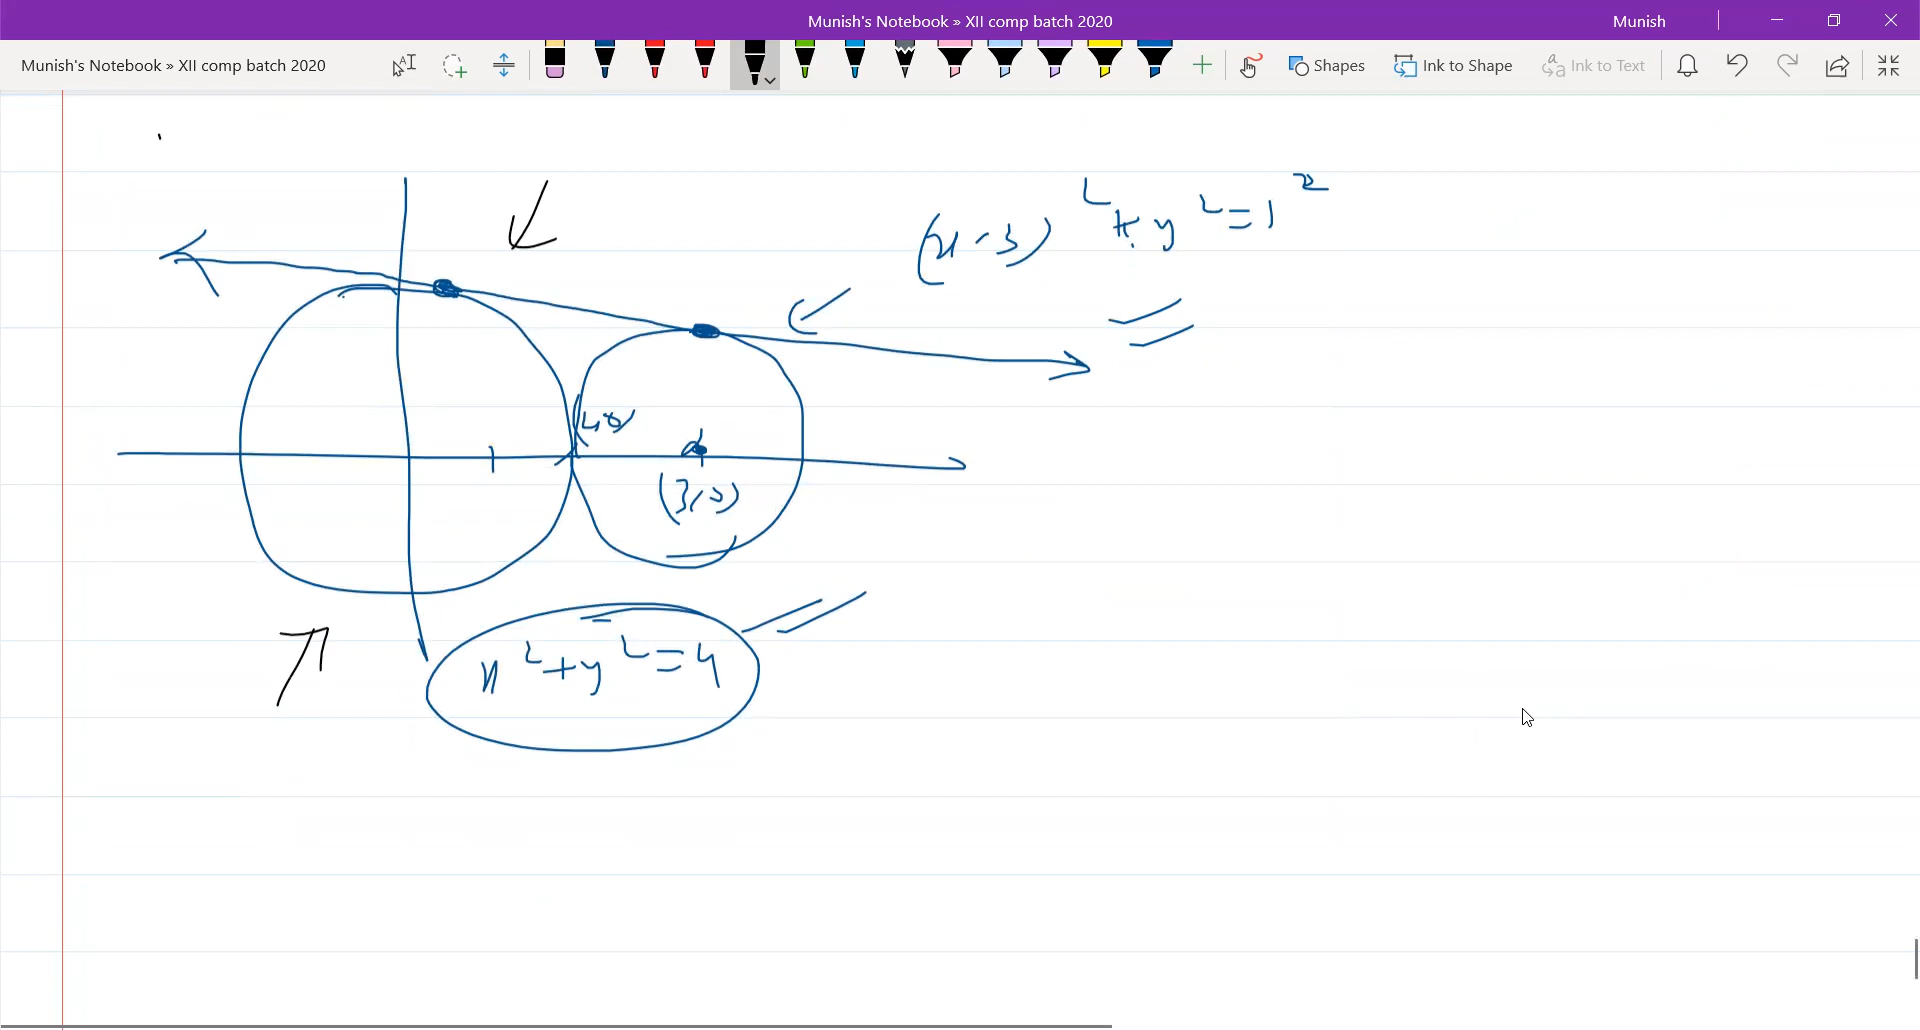 Munish's Notebook » XII comp batch 2020
Munish
Munish's Notebook » XII comp batch 2020
Shapes
Ink to Shape
Ink to Text
(x-3)²+y²=1²
(3,0)
x²+y²=4